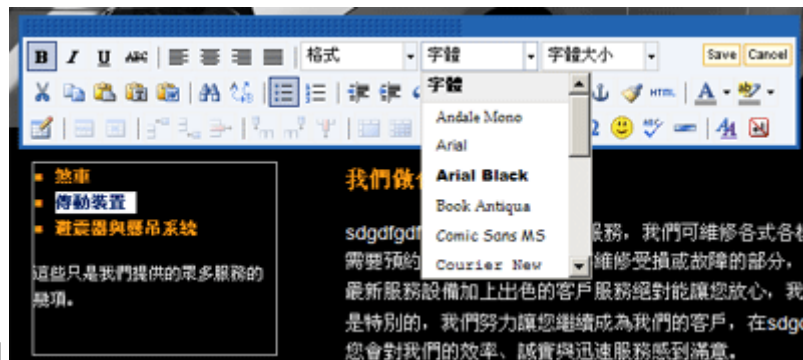 B I U ABC 格式 字體 字體大小 Save Cancel
字體
HTML A ab
Andale Mono
Arial
Arial Black
Book Antiqua
Comic Sans MS
Courier New
煞車
傳動裝置
避震器與懸吊系統
這些只是我們提供的眾多服務的
幾項。
我們做
sdgdfgdf 服務，我們可維修各式各樣
需要預約 維修受損或故障的部分，
最新服務設備加上出色的客戶服務絕對能讓您放心，我
是特別的，我們努力讓您繼續成為我們的客戶，在sdgd
您會對我們的效率、誠實與迅速服務感到滿意。